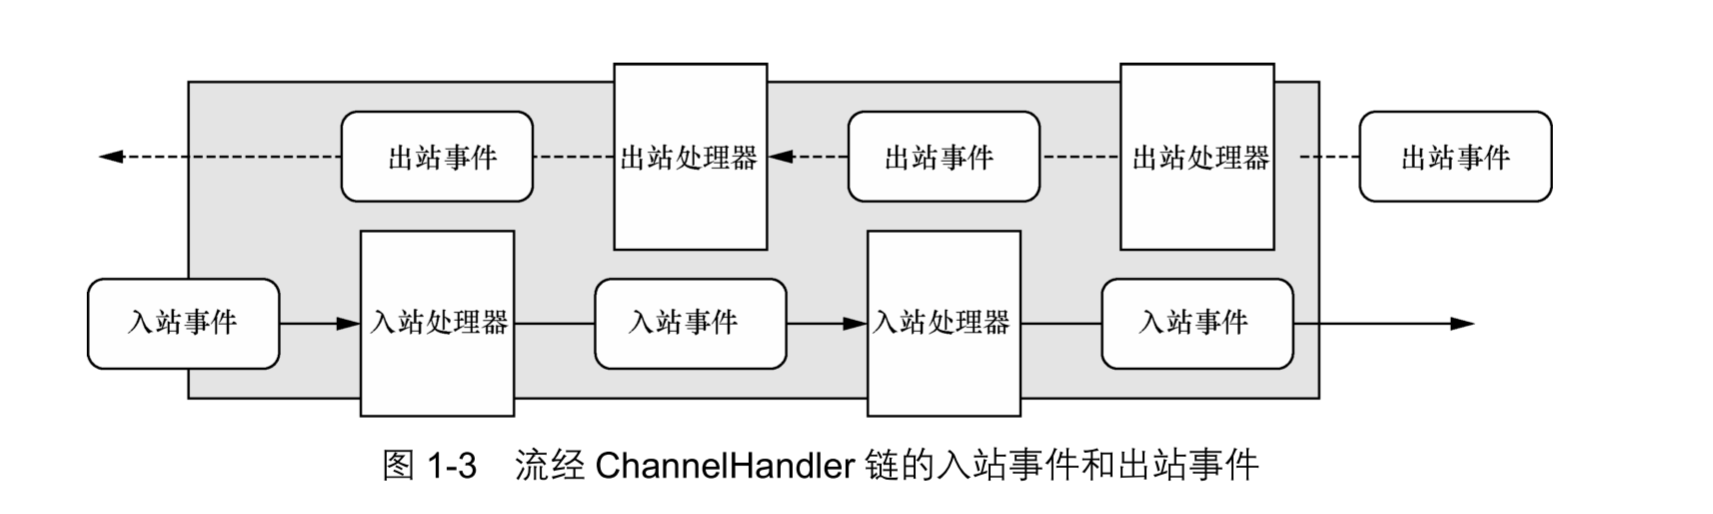 出站事件 出站处理器 出站事件 出站处理器 出站事件
入站事件 入站处理器 入站事件 入站处理器 入站事件
图 1-3 流经 ChannelHandler 链的入站事件和出站事件